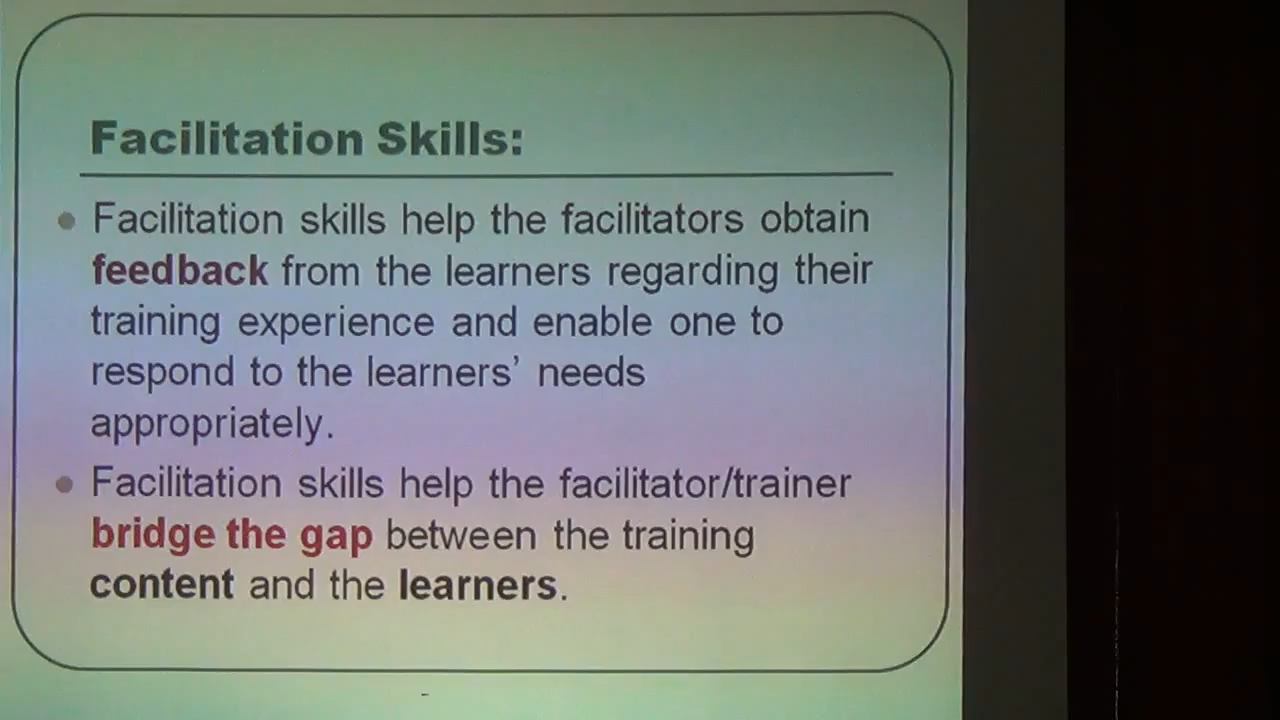 Facilitation Skills:
Facilitation skills help the facilitators obtain
feedback from the learners regarding their
training experience and enable one to
respond to the learners’ needs
appropriately.
Facilitation skills help the facilitator/trainer
bridge the gap between the training
content and the learners.